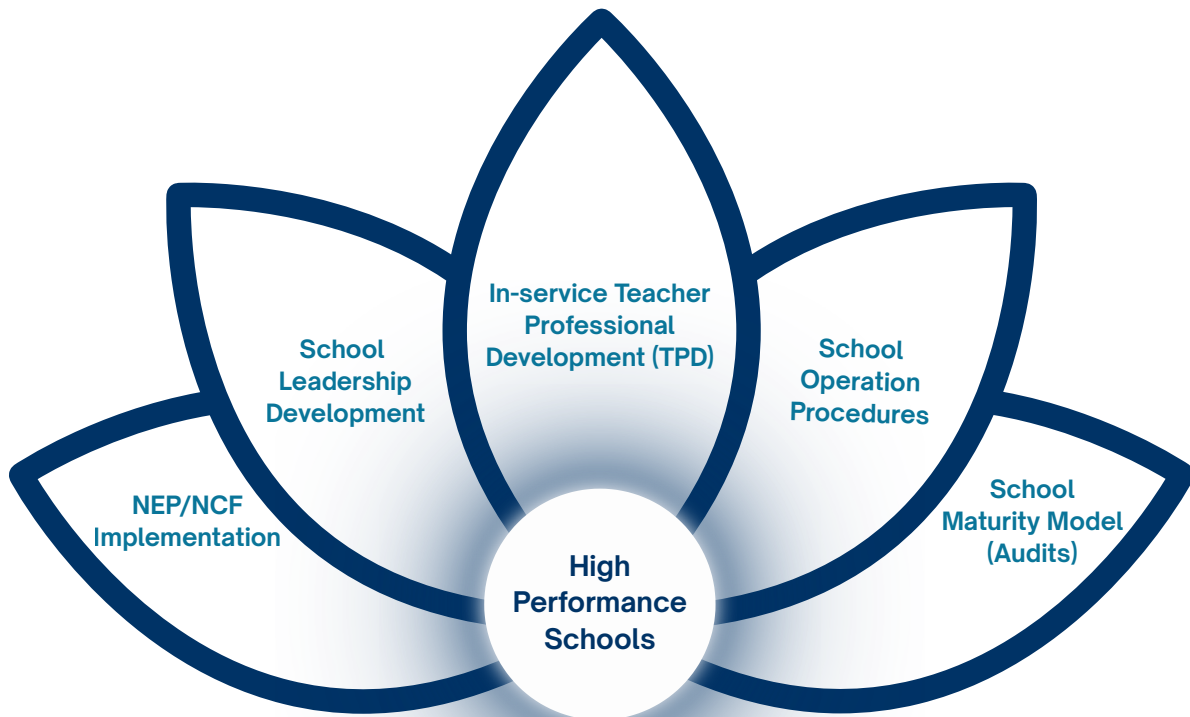 In-service Teacher
Professional
Development (TPD)
School
Leadership
Development
School
Operation
Procedures
NEP/NCF
Implementation
School
Maturity Model
(Audits)
High
Performance
Schools